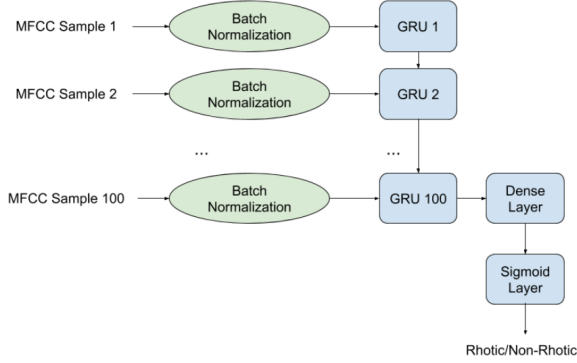 MFCC Sample 1
Batch
Normalization
GRU 1
MFCC Sample 2
Batch
Normalization
GRU 2
...
...
MFCC Sample 100
Batch
Normalization
GRU 100
Dense
Layer
Sigmoid
Layer
Rhotic/Non-Rhotic